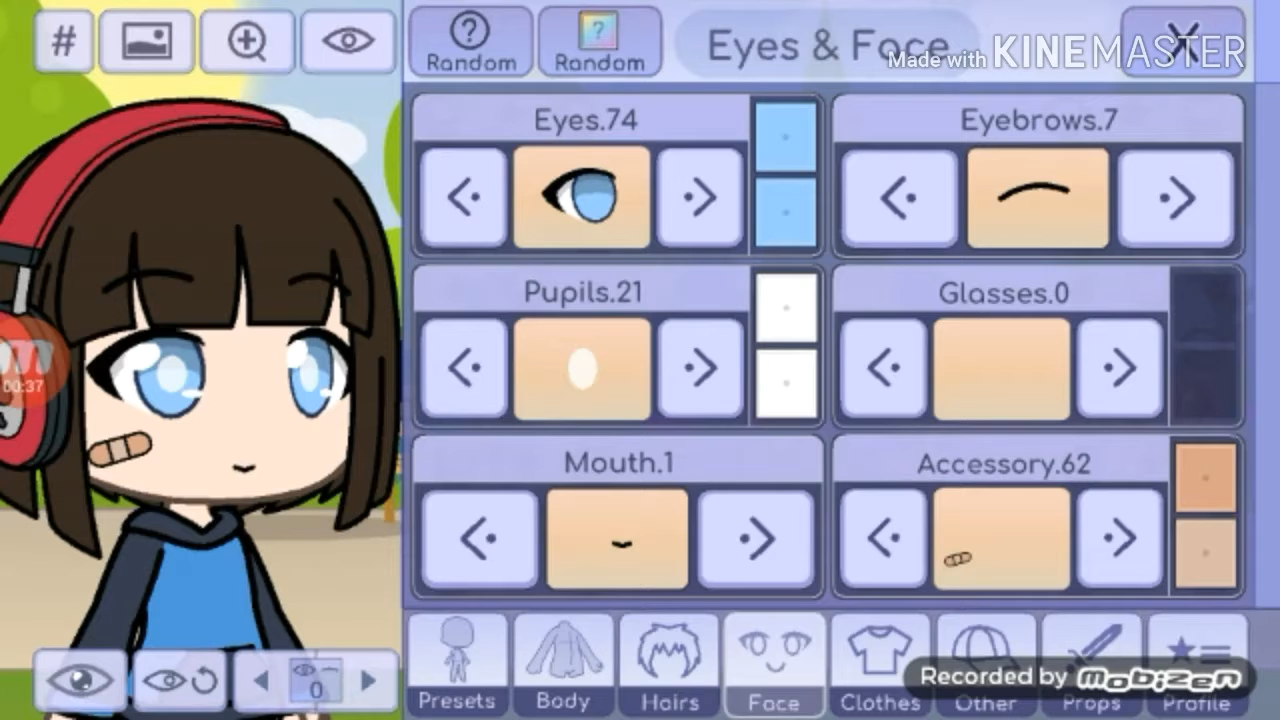 #
Random
Random
Eyes & Face
Made with KINEMASTER
Eyes.74
Eyebrows.7
Pupils.21
Glasses.0
00:37
Mouth.1
Accessory.62
0
Presets
Body
Hairs
Face
Clothes
Other
Props
Profile
Recorded by mobizen